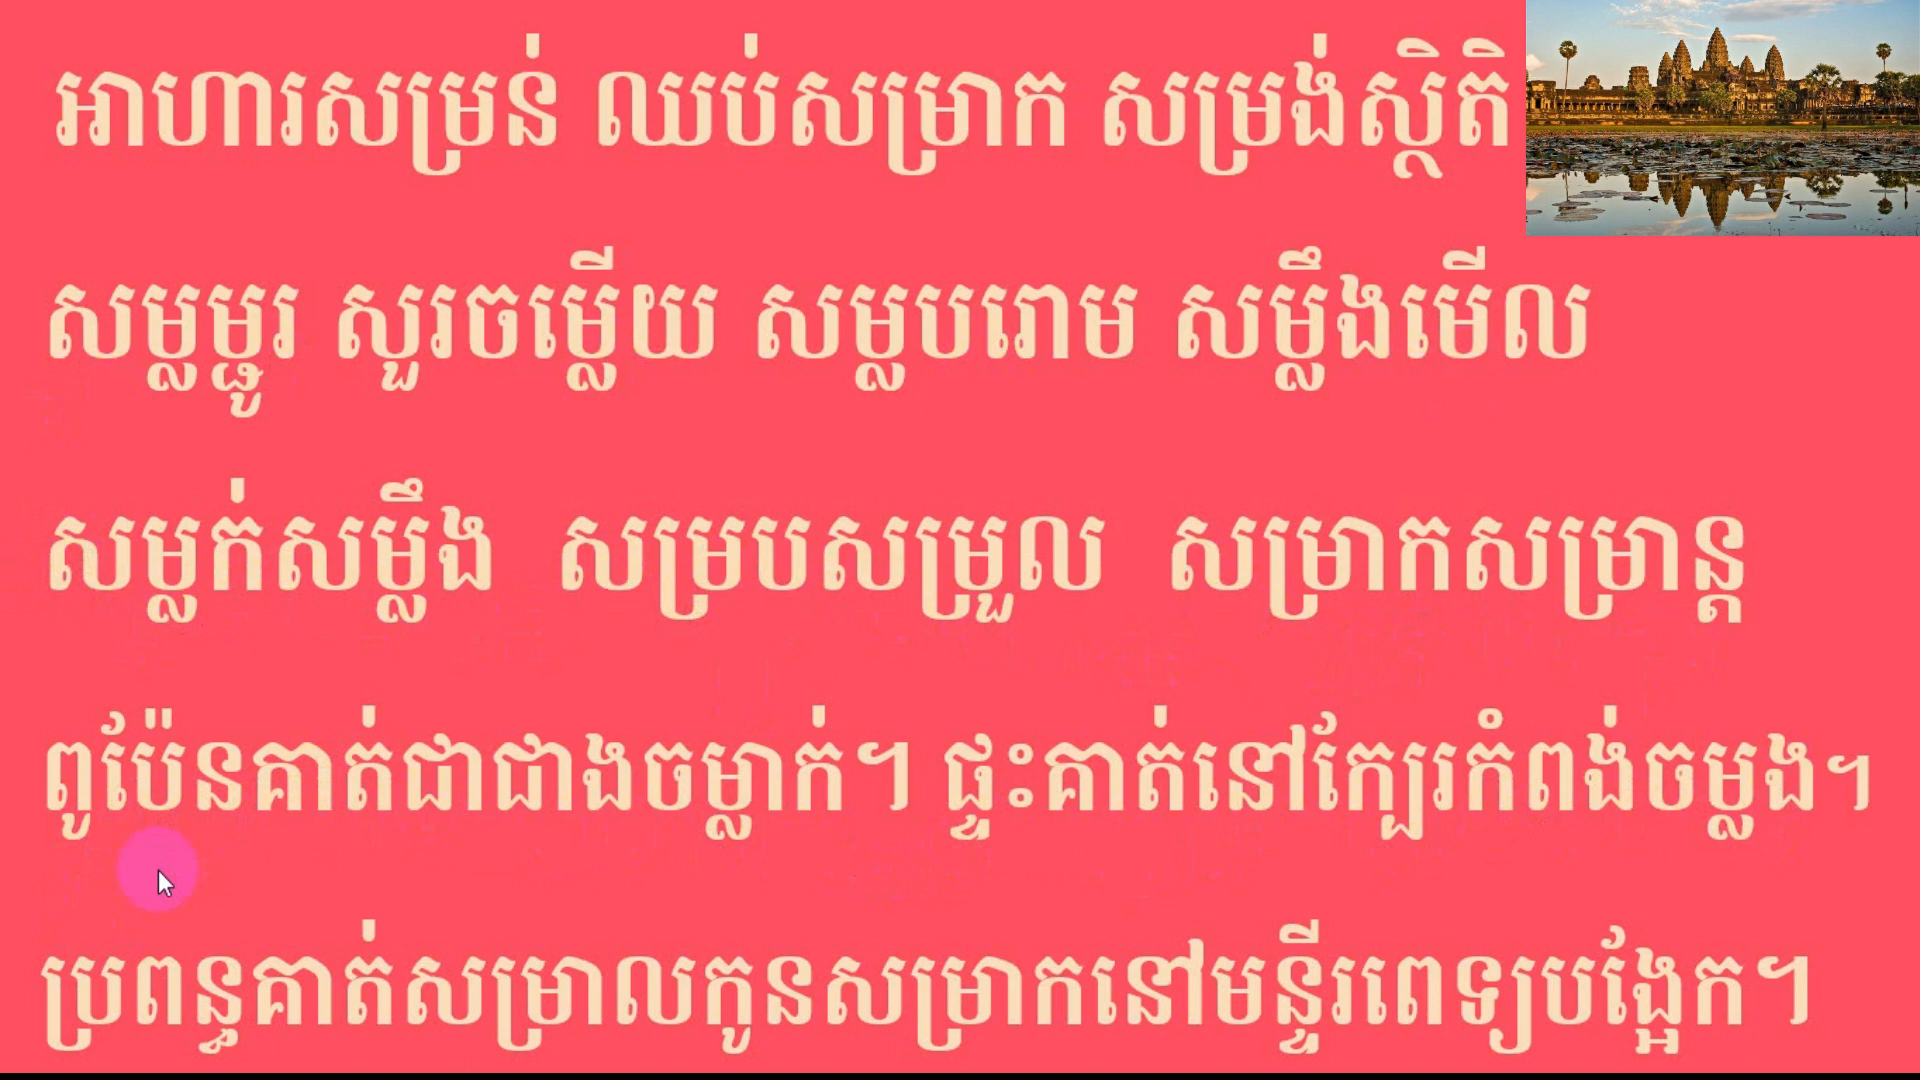 អាហារសម្រន់ ឈប់សម្រាក សម្រង់ស្ថិតិ
សម្លម្ជូរ សួរចម្លើយ សម្លបរោម សម្លឹងមើល
សម្លក់សម្លឹង សម្របសម្រួល សម្រាកសម្រាន្ត
ពូប៉ែនគាត់ជាជាងចម្លាក់។ ផ្ទះគាត់នៅក្បែរកំពង់ចម្លង។
ប្រពន្ធគាត់សម្រាលកូនសម្រាកនៅមន្ទីរពេទ្យបង្អែក។